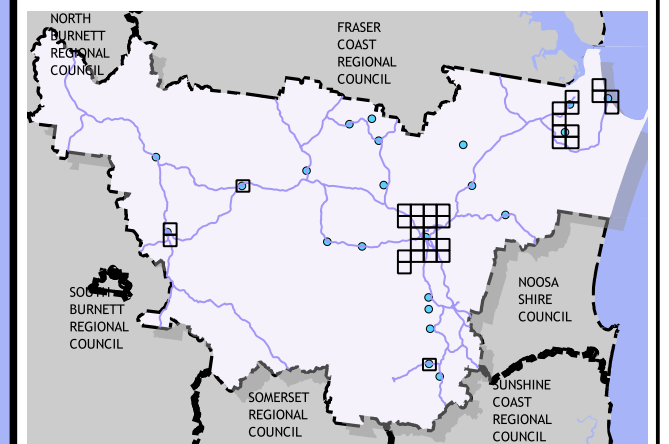 NORTH
BURNETT
REGIONAL
COUNCIL
FRASER
COAST
REGIONAL
COUNCIL
SOUTH
BURNETT
REGIONAL
COUNCIL
NOOSA
SHIRE
COUNCIL
SOMERSET
REGIONAL
COUNCIL
SUNSHINE
COAST
REGIONAL
COUNCIL